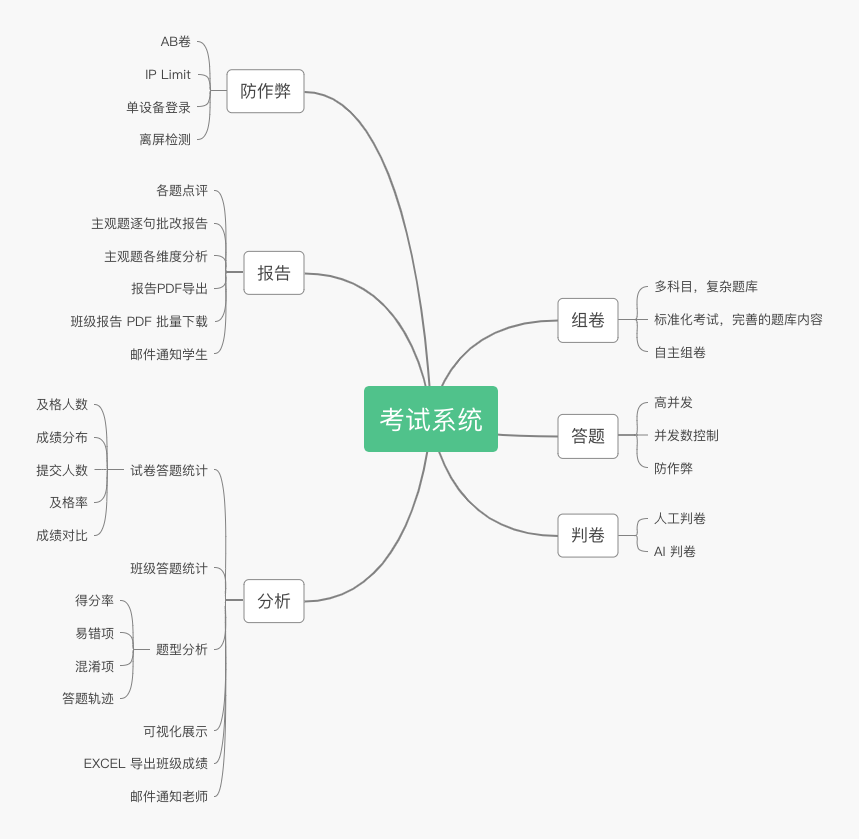 考试系统
防作弊
AB卷
IP Limit
单设备登录
离屏检测
报告
各题点评
主观题逐句批改报告
主观题各维度分析
报告PDF导出
班级报告 PDF 批量下载
邮件通知学生
分析
试卷答题统计
及格人数
成绩分布
提交人数
及格率
成绩对比
班级答题统计
题型分析
得分率
易错项
混淆项
答题轨迹
可视化展示
EXCEL 导出班级成绩
邮件通知老师
组卷
多科目，复杂题库
标准化考试，完善的题库内容
自主组卷
答题
高并发
并发数控制
防作弊
判卷
人工判卷
AI 判卷